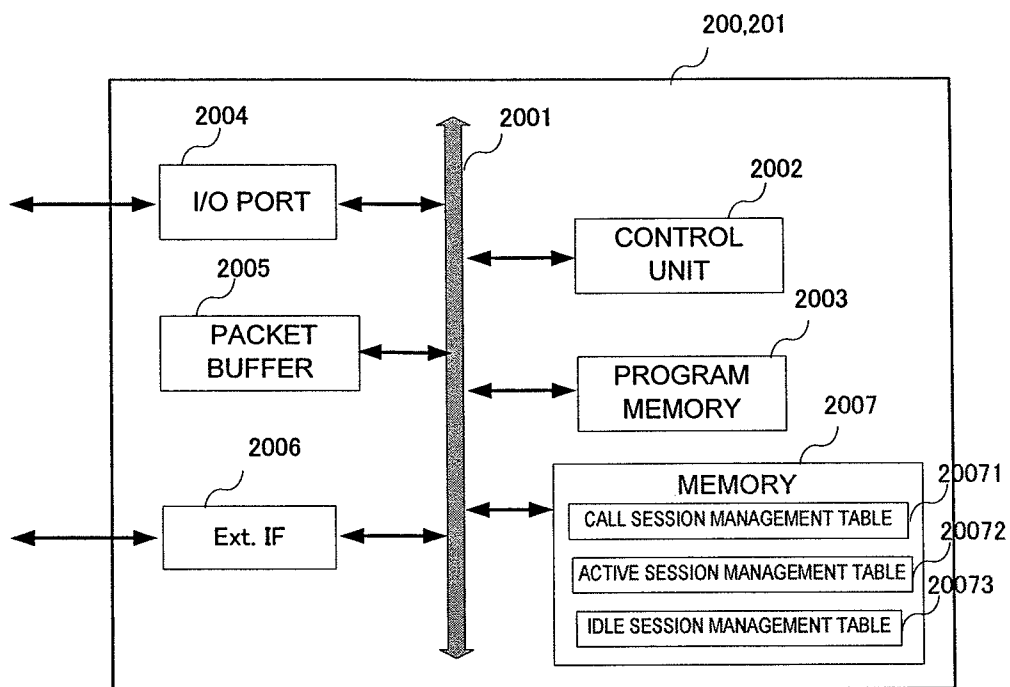 200,201
2004
2001
I/O PORT
2002
CONTROL
UNIT
2005
PACKET
BUFFER
2003
PROGRAM
MEMORY
2006
Ext. IF
2007
MEMORY
20071
CALL SESSION MANAGEMENT TABLE
20072
ACTIVE SESSION MANAGEMENT TABLE
20073
IDLE SESSION MANAGEMENT TABLE